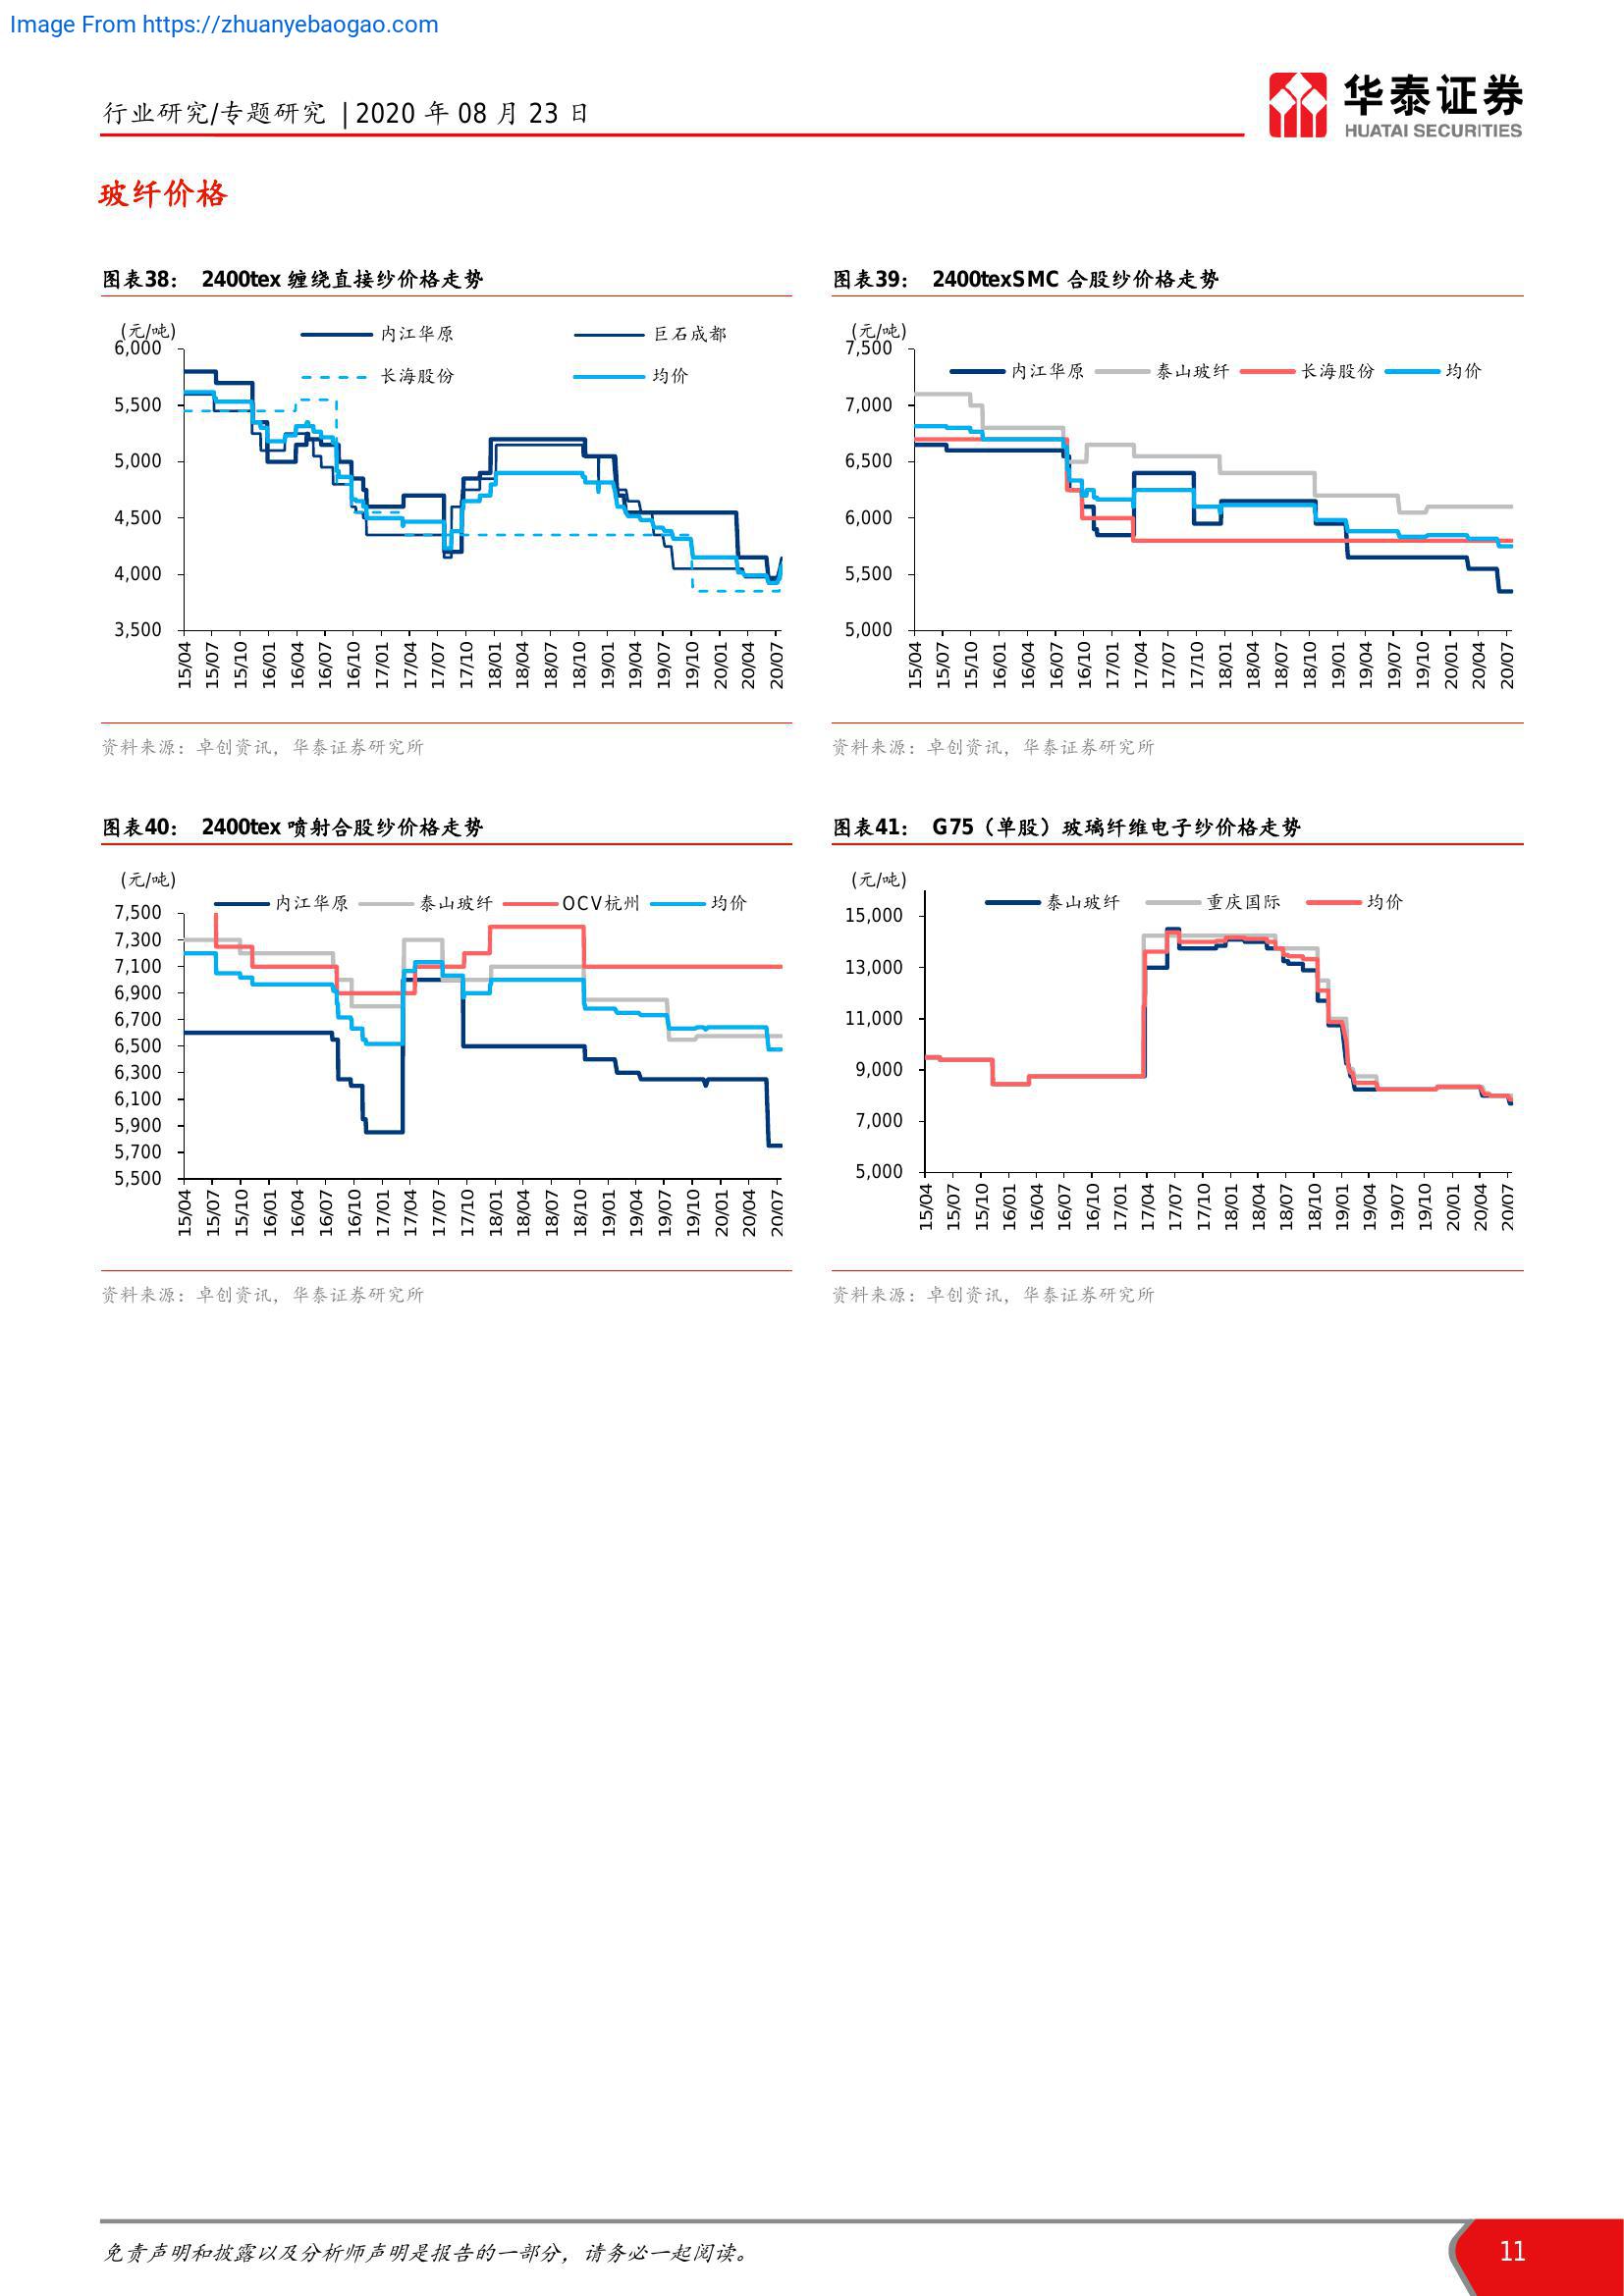 Image From https://zhuanyebaogao.com
行业研究/专题研究 | 2020 年 08 月 23 日
华泰证券
HUATAI SECURITIES
玻纤价格
图表38： 2400tex 缠绕直接纱价格走势
(元/吨)
内江华原 巨石成都
长海股份 均价
6,000
5,500
5,000
4,500
4,000
3,500
15/04 15/07 15/10 16/01 16/04 16/07 16/10 17/01 17/04 17/07 17/10 18/01 18/04 18/07 18/10 19/01 19/04 19/07 19/10 20/01 20/04 20/07
资料来源：卓创资讯，华泰证券研究所
图表39： 2400texSMC 合股纱价格走势
(元/吨)
内江华原 泰山玻纤 长海股份 均价
7,500
7,000
6,500
6,000
5,500
5,000
15/04 15/07 15/10 16/01 16/04 16/07 16/10 17/01 17/04 17/07 17/10 18/01 18/04 18/07 18/10 19/01 19/04 19/07 19/10 20/01 20/04 20/07
资料来源：卓创资讯，华泰证券研究所
图表40： 2400tex 喷射合股纱价格走势
(元/吨)
内江华原 泰山玻纤 OCV杭州 均价
7,500
7,300
7,100
6,900
6,700
6,500
6,300
6,100
5,900
5,700
5,500
15/04 15/07 15/10 16/01 16/04 16/07 16/10 17/01 17/04 17/07 17/10 18/01 18/04 18/07 18/10 19/01 19/04 19/07 19/10 20/01 20/04 20/07
资料来源：卓创资讯，华泰证券研究所
图表41： G75（单股）玻璃纤维电子纱价格走势
(元/吨)
泰山玻纤 重庆国际 均价
15,000
13,000
11,000
9,000
7,000
5,000
15/04 15/07 15/10 16/01 16/04 16/07 16/10 17/01 17/04 17/07 17/10 18/01 18/04 18/07 18/10 19/01 19/04 19/07 19/10 20/01 20/04 20/07
资料来源：卓创资讯，华泰证券研究所
免责声明和披露以及分析师声明是报告的一部分，请务必一起阅读。
11